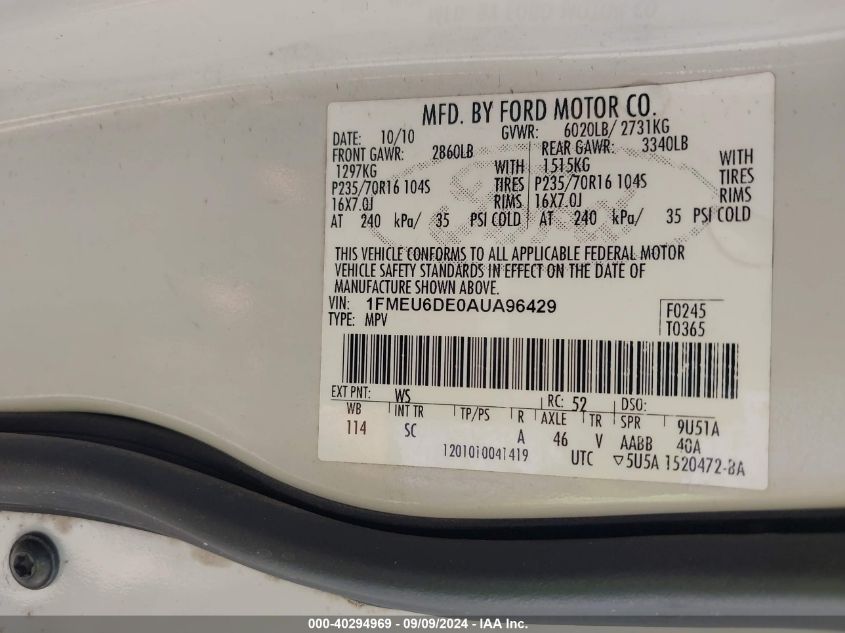 MFD. BY FORD MOTOR CO.
DATE: 10/10 GVWR: 6020LB/ 2731KG
FRONT GAWR: 2860LB REAR GAWR: 3340LB
1297KG WITH 1515KG WITH
P235/70R16 104S TIRES P235/70R16 104S TIRES
16X7.0J RIMS 16X7.0J RIMS
AT 240 kPa/ 35 PSI COLD AT 240 kPa/ 35 PSI COLD
THIS VEHICLE CONFORMS TO ALL APPLICABLE FEDERAL MOTOR
VEHICLE SAFETY STANDARDS IN EFFECT ON THE DATE OF
MANUFACTURE SHOWN ABOVE.
VIN: 1FMEU6DE0AUA96429 F0245
TYPE: MPV T0365
EXT PNT: WS RC: 52 DSO:
WB INT TR TP/PS R AXLE TR SPR 9U51A
114 SC A 46 V AABB 40A
1201010041419 UTC ▽5U5A 1520472-BA
000-40294969 - 09/09/2024 - IAA Inc.